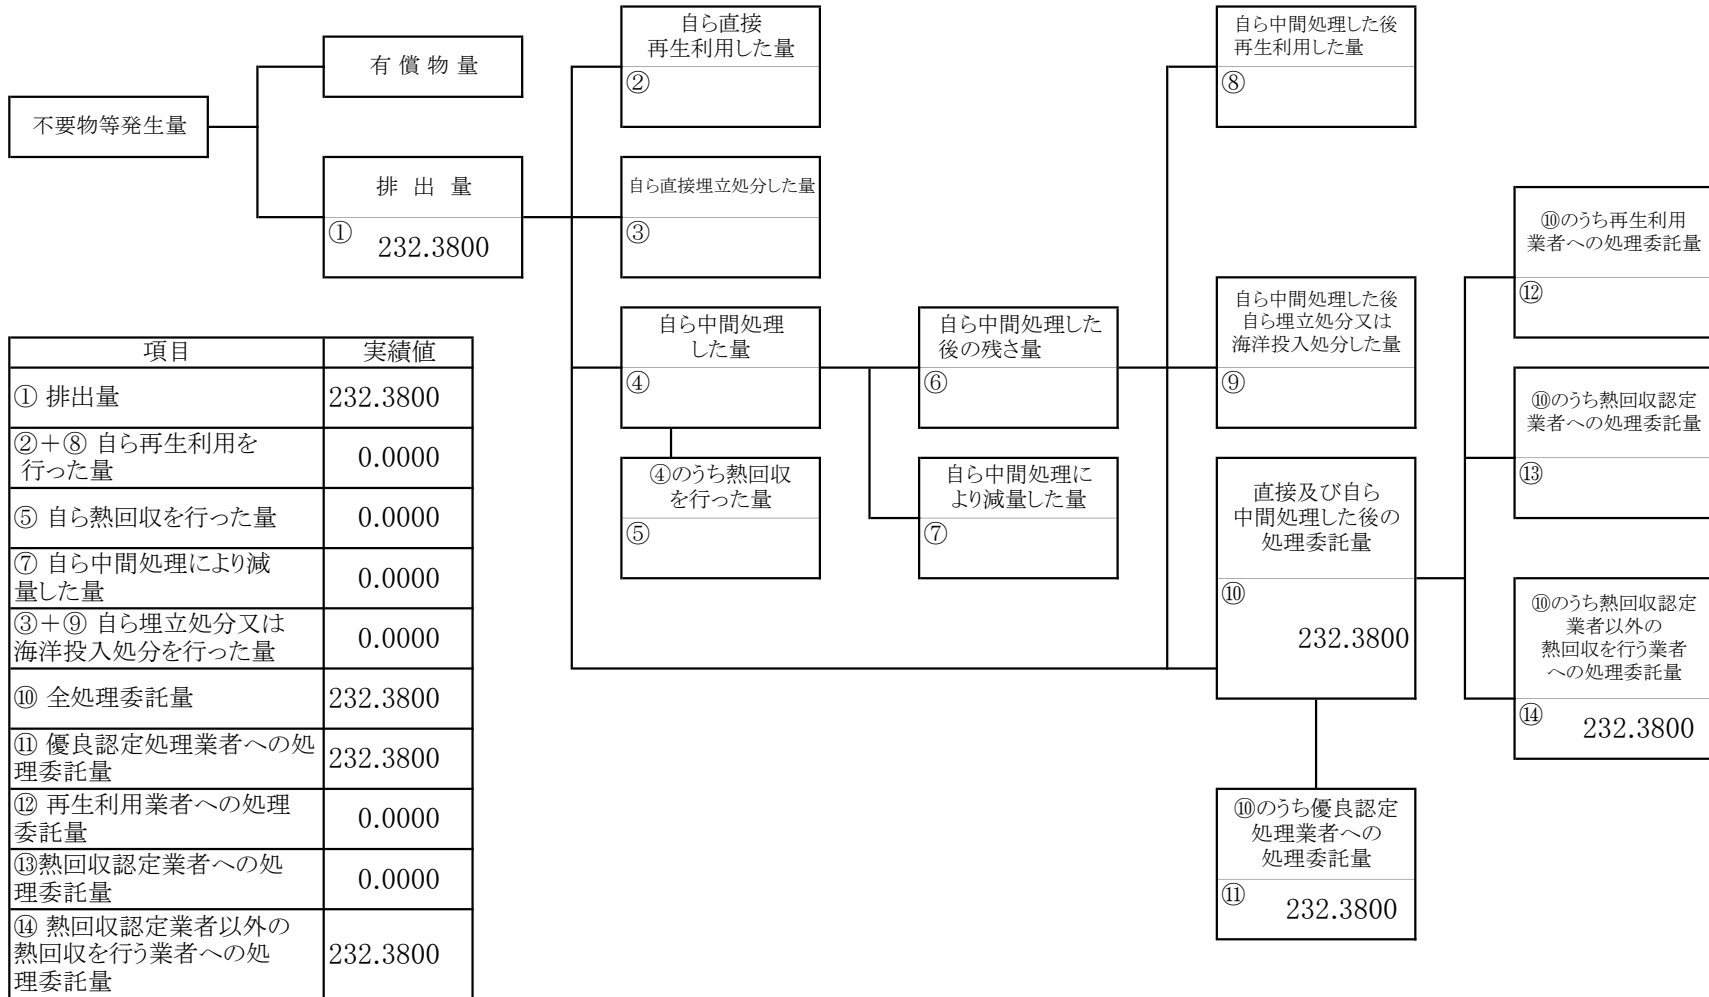 不要物等発生量
有 償 物 量
排 出 量
①
232.3800
自ら直接
再生利用した量
②
自ら直接埋立処分した量
③
自ら中間処理
した量
④
④のうち熱回収
を行った量
⑤
自ら中間処理した
後の残さ量
⑥
自ら中間処理に
より減量した量
⑦
自ら中間処理した後
再生利用した量
⑧
自ら中間処理した後
自ら埋立処分又は
海洋投入処分した量
⑨
直接及び自ら
中間処理した後の
処理委託量
⑩
232.3800
⑩のうち優良認定
処理業者への
処理委託量
⑪
232.3800
⑩のうち再生利用
業者への処理委託量
⑫
⑩のうち熱回収認定
業者への処理委託量
⑬
⑩のうち熱回収認定
業者以外の
熱回収を行う業者
への処理委託量
⑭
232.3800
項目 実績値
① 排出量 232.3800
②＋⑧ 自ら再生利用を
行った量 0.0000
⑤ 自ら熱回収を行った量 0.0000
⑦ 自ら中間処理により減
量した量 0.0000
③＋⑨ 自ら埋立処分又は
海洋投入処分を行った量 0.0000
⑩ 全処理委託量 232.3800
⑪ 優良認定処理業者への処
理委託量 232.3800
⑫ 再生利用業者への処理
委託量 0.0000
⑬熱回収認定業者への処
理委託量 0.0000
⑭ 熱回収認定業者以外の
熱回収を行う業者への処
理委託量 232.3800